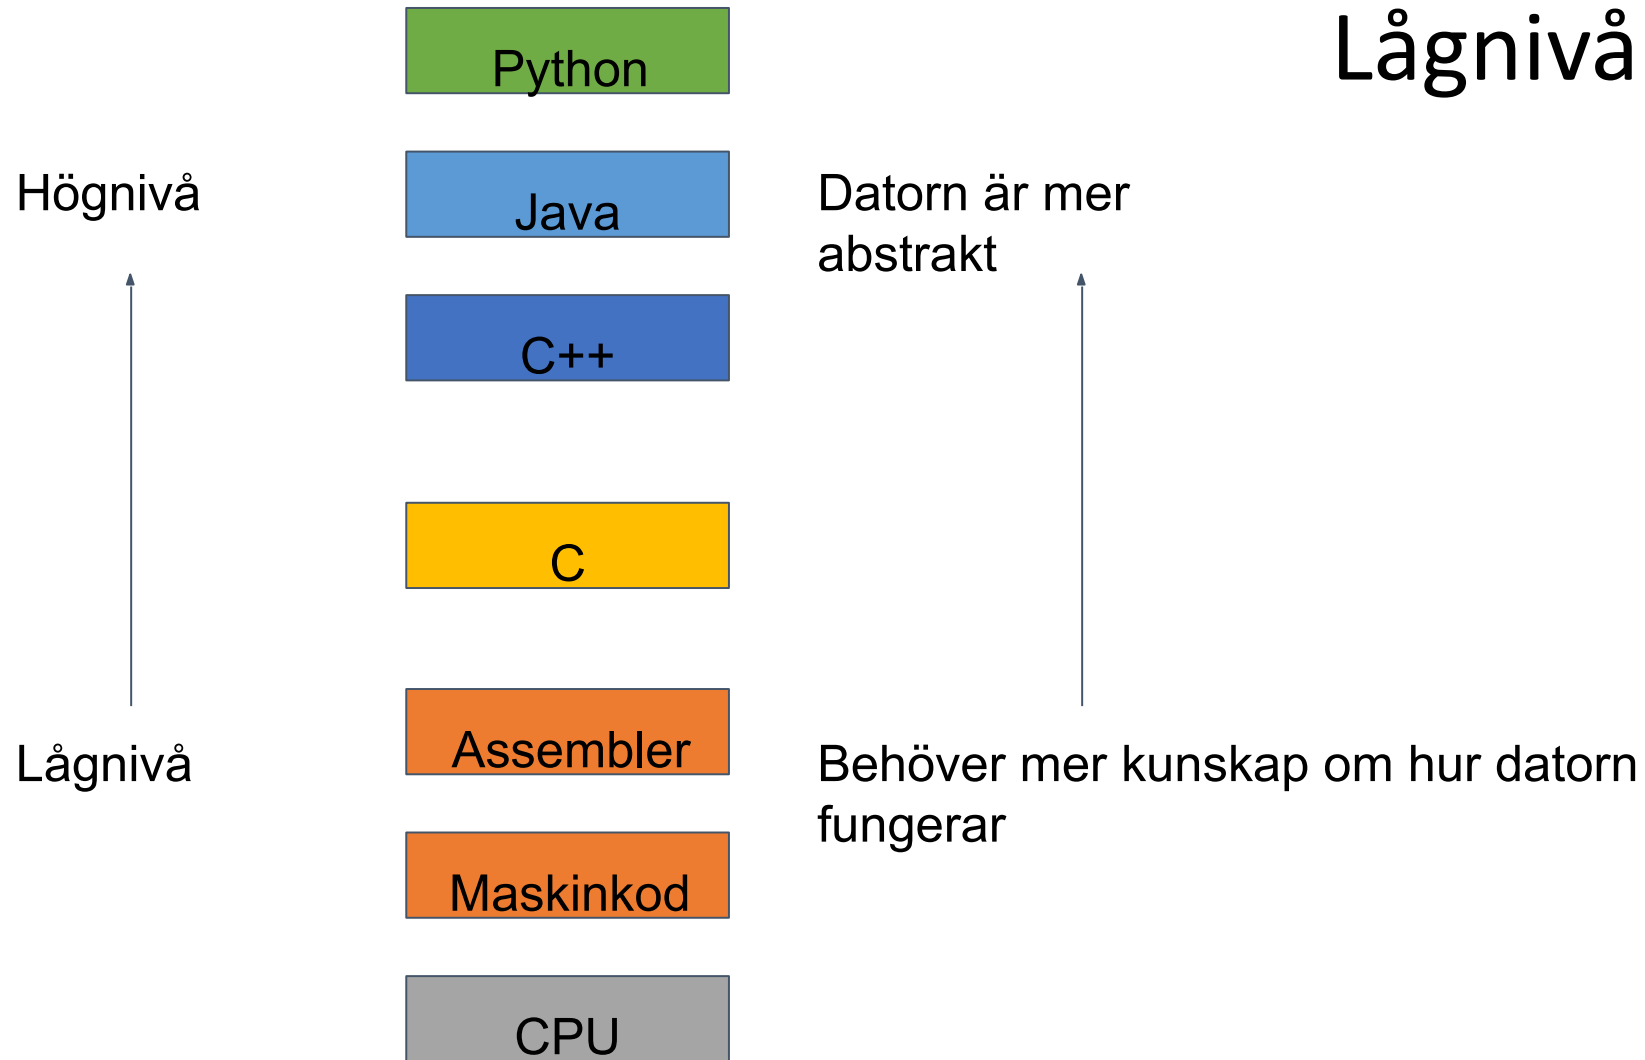 Lågnivå
Python
Högnivå
Java
Datorn är mer
abstrakt
C++
C
Lågnivå
Assembler
Behöver mer kunskap om hur datorn
fungerar
Maskinkod
CPU